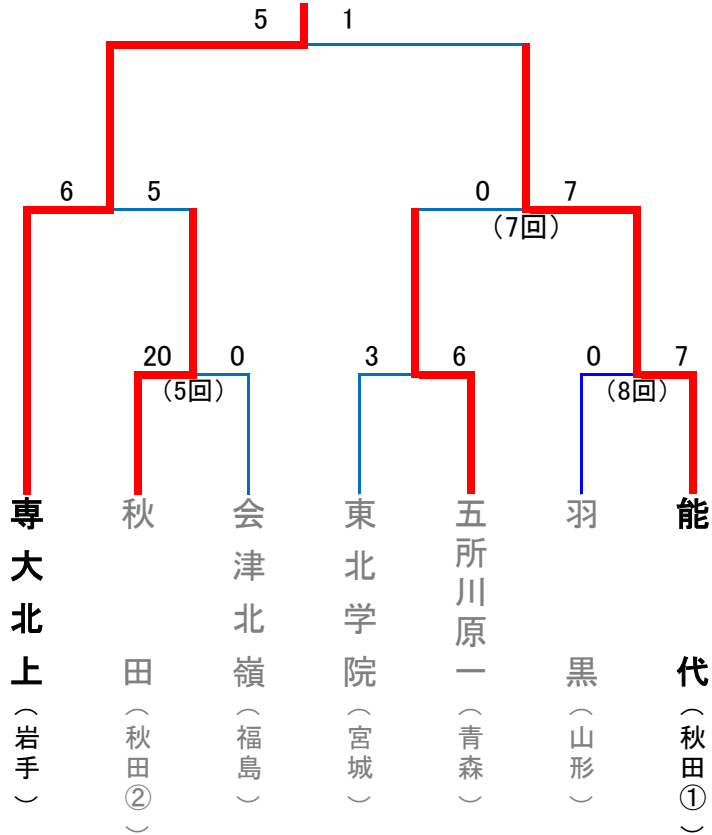 5 1
6 5
0 7
（7回）
20 0
3 6
0 7
（5回）
（8回）
専大北上（岩手）
秋田（秋田②）
会津北嶺（福島）
東北学院（宮城）
五所川原一（青森）
羽黒（山形）
能代（秋田①）